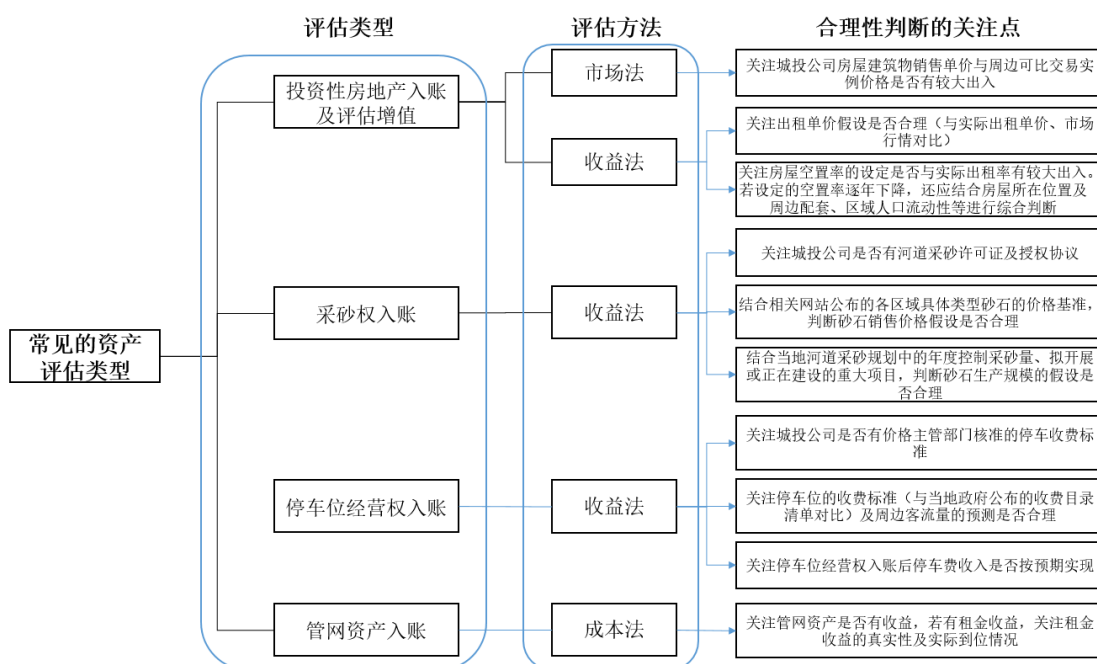 评估类型
评估方法
合理性判断的关注点
常见的资产
评估类型
投资性房地产入账
及评估增值
市场法
关注城投公司房屋建筑物销售单价与周边可比交易实
例价格是否有较大出入
收益法
关注出租单价假设是否合理（与实际出租单价、市场
行情对比）
关注房屋空置率的设定是否与实际出租率有较大出入。
若设定的空置率逐年下降，还应结合房屋所在位置及
周边配套、区域人口流动性等进行综合判断
采砂权入账
收益法
关注城投公司是否有河道采砂许可证及授权协议
结合相关网站公布的各区域具体类型砂石的价格基准，
判断砂石销售价格假设是否合理
结合当地河道采砂规划中的年度控制采砂量、拟开展
或正在建设的重大项目，判断砂石生产规模的假设是
否合理
停车位经营权入账
收益法
关注城投公司是否有价格主管部门核准的停车收费标
准
关注停车位的收费标准（与当地政府公布的收费目录
清单对比）及周边客流量的预测是否合理
关注停车位经营权入账后停车费收入是否按预期实现
管网资产入账
成本法
关注管网资产是否有收益，若有租金收益，关注租金
收益的真实性及实际到位情况